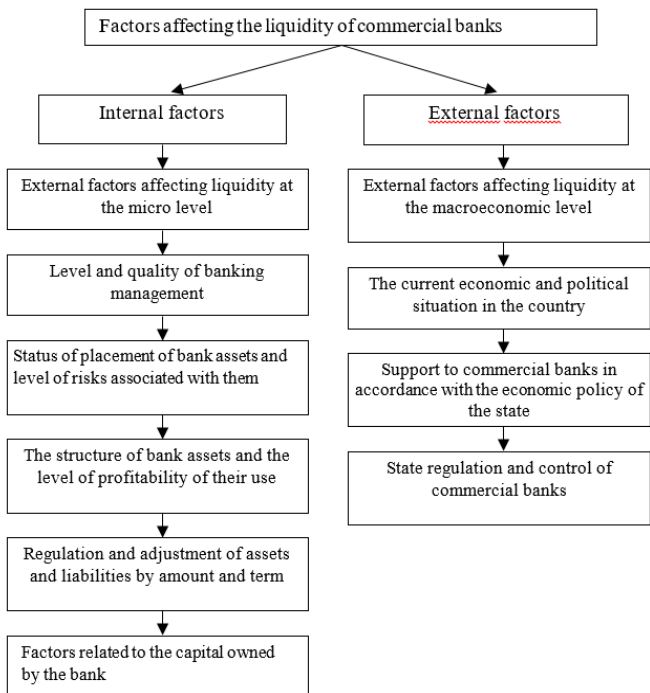 Factors affecting the liquidity of commercial banks
Internal factors
External factors affecting liquidity at
the micro level
Level and quality of banking
management
Status of placement of bank assets and
level of risks associated with them
The structure of bank assets and the
level of profitability of their use
Regulation and adjustment of assets
and liabilities by amount and term
Factors related to the capital owned
by the bank
External factors
External factors affecting liquidity at
the macroeconomic level
The current economic and political
situation in the country
Support to commercial banks in
accordance with the economic policy of
the state
State regulation and control of
commercial banks